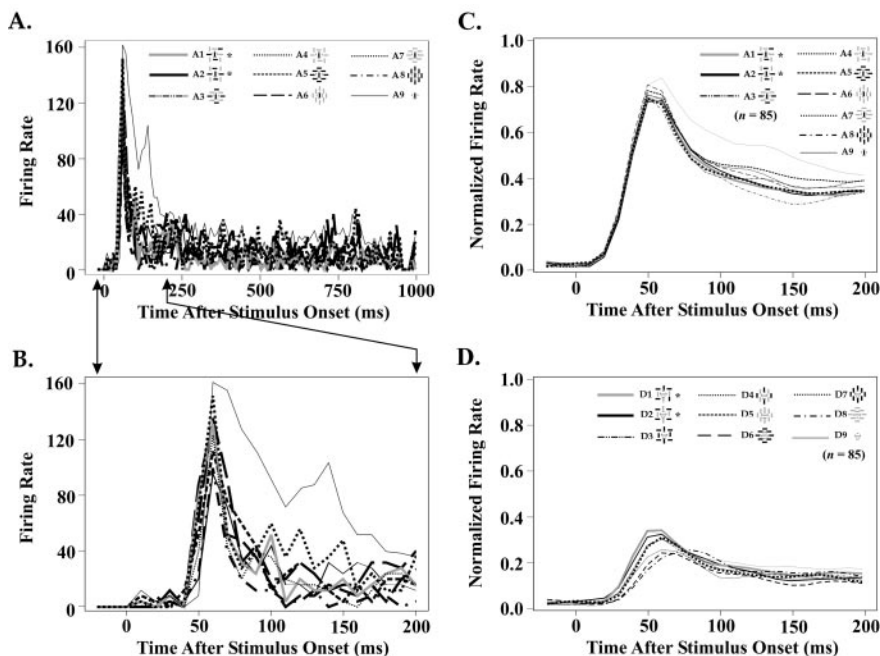 A.
Firing Rate
160
120
80
40
0
A1 *
A2 *
A3
A4
A5
A6
A7
A8
A9
0 250 500 750 1000
Time After Stimulus Onset (ms)
B.
Firing Rate
160
120
80
40
0
0 50 100 150 200
Time After Stimulus Onset (ms)
C.
Normalized Firing Rate
1.0
0.8
0.6
0.4
0.2
0.0
A1 *
A2 *
A3
(n = 85)
A4
A5
A6
A7
A8
A9
0 50 100 150 200
Time After Stimulus Onset (ms)
D.
Normalized Firing Rate
1.0
0.8
0.6
0.4
0.2
0.0
D1 *
D2 *
D3
D4
D5
D6
D7
D8
D9
(n = 85)
0 50 100 150 200
Time After Stimulus Onset (ms)